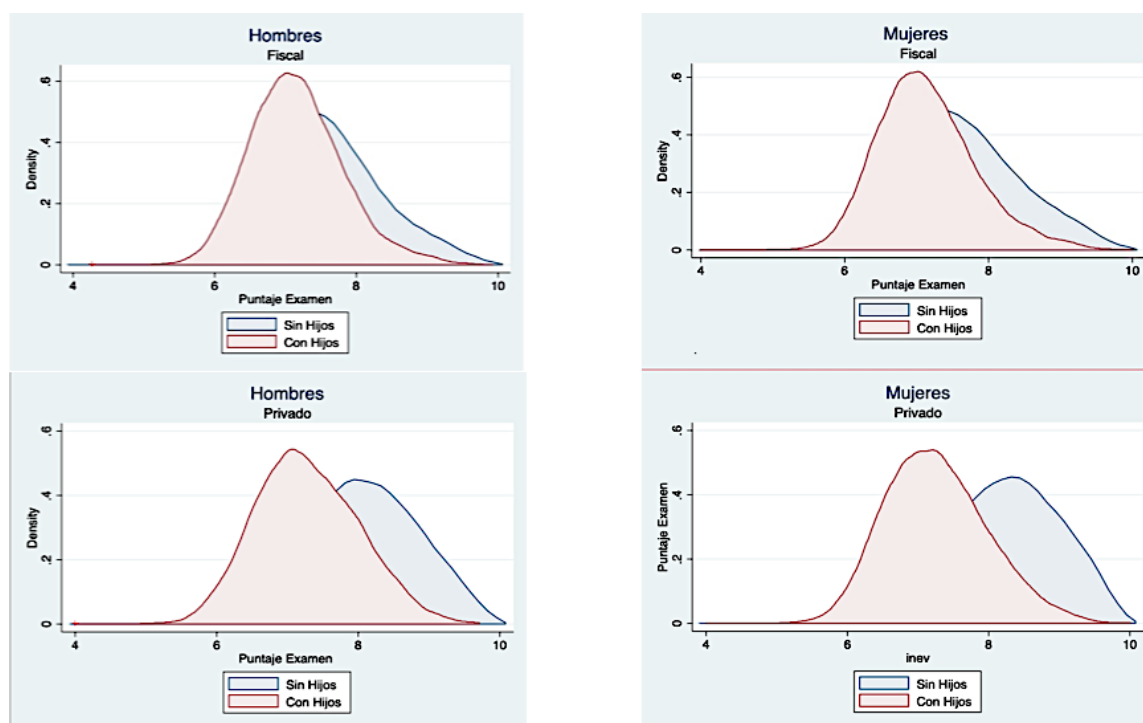 Hombres
Fiscal
Density
0 .2 .4 .6
4 6 8 10
Puntaje Examen
Sin Hijos
Con Hijos
Mujeres
Fiscal
Density
0 .2 .4 .6
4 6 8 10
Puntaje Examen
Sin Hijos
Con Hijos
Hombres
Privado
Density
0 .2 .4 .6
4 6 8 10
Puntaje Examen
Sin Hijos
Con Hijos
Mujeres
Privado
Puntaje Examen
0 .2 .4 .6
4 6 8 10
inev
Sin Hijos
Con Hijos